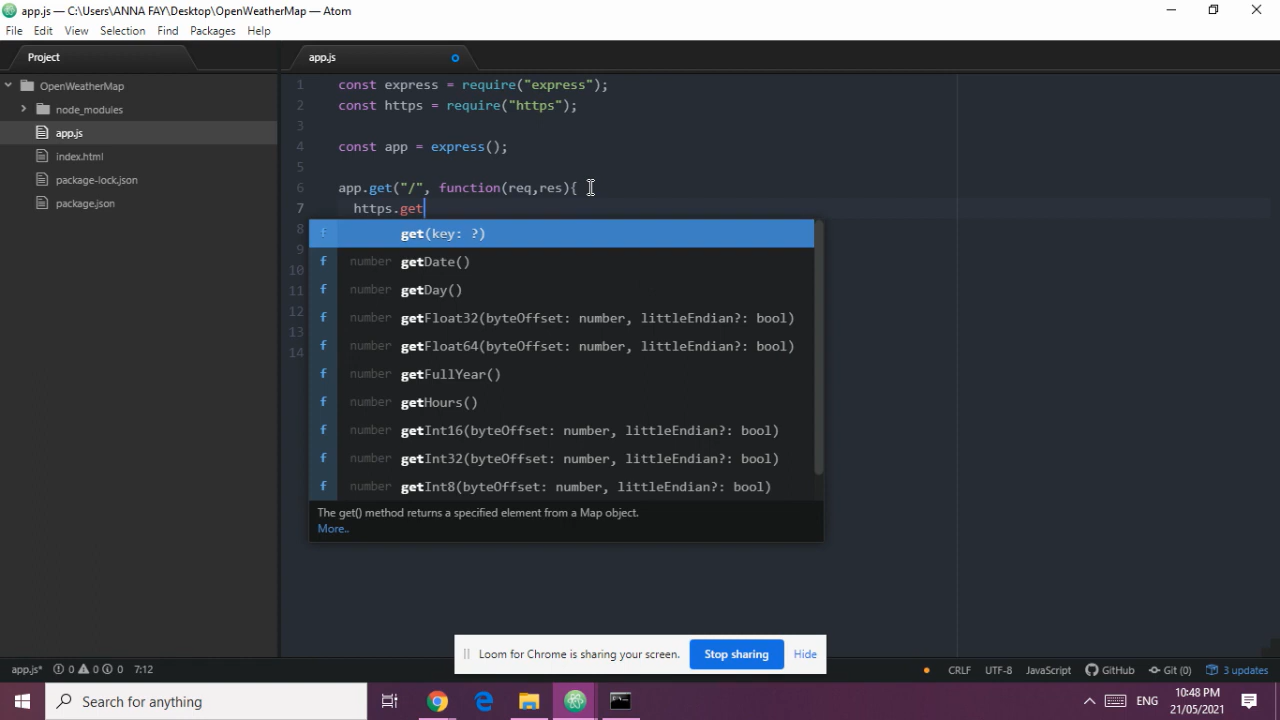 app.js — C:\Users\ANNA FAY\Desktop\OpenWeatherMap — Atom
File Edit View Selection Find Packages Help
Project
app.js
OpenWeatherMap
node_modules
app.js
index.html
package-lock.json
package.json
1 const express = require("express");
2 const https = require("https");
3
4 const app = express();
5
6 app.get("/", function(req,res){
7 https.get
8
9
10
11
12
13
14
f get(key: ?)
f number getDate()
f number getDay()
f number getFloat32(byteOffset: number, littleEndian?: bool)
f number getFloat64(byteOffset: number, littleEndian?: bool)
f number getFullYear()
f number getHours()
f number getInt16(byteOffset: number, littleEndian?: bool)
f number getInt32(byteOffset: number, littleEndian?: bool)
f number getInt8(byteOffset: number, littleEndian?: bool)
The get() method returns a specified element from a Map object.
More..
Loom for Chrome is sharing your screen. Stop sharing Hide
app.js* 0 0 0 7:12 CRLF UTF-8 JavaScript GitHub Git (0) 3 updates
Search for anything
ENG
10:48 PM
21/05/2021